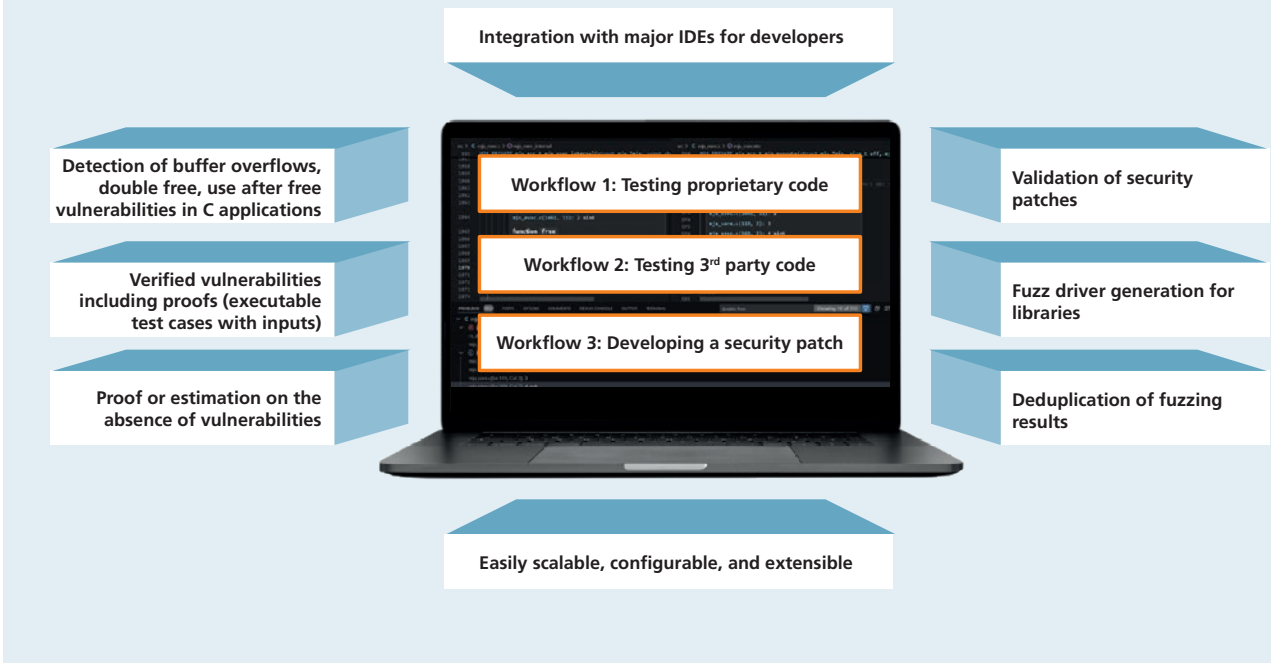 Integration with major IDEs for developers
Detection of buffer overflows,
double free, use after free
vulnerabilities in C applications
Verified vulnerabilities
including proofs (executable
test cases with inputs)
Proof or estimation on the
absence of vulnerabilities
Workflow 1: Testing proprietary code
function free
Workflow 2: Testing 3rd party code
Workflow 3: Developing a security patch
Validation of security
patches
Fuzz driver generation for
libraries
Deduplication of fuzzing
results
Easily scalable, configurable, and extensible